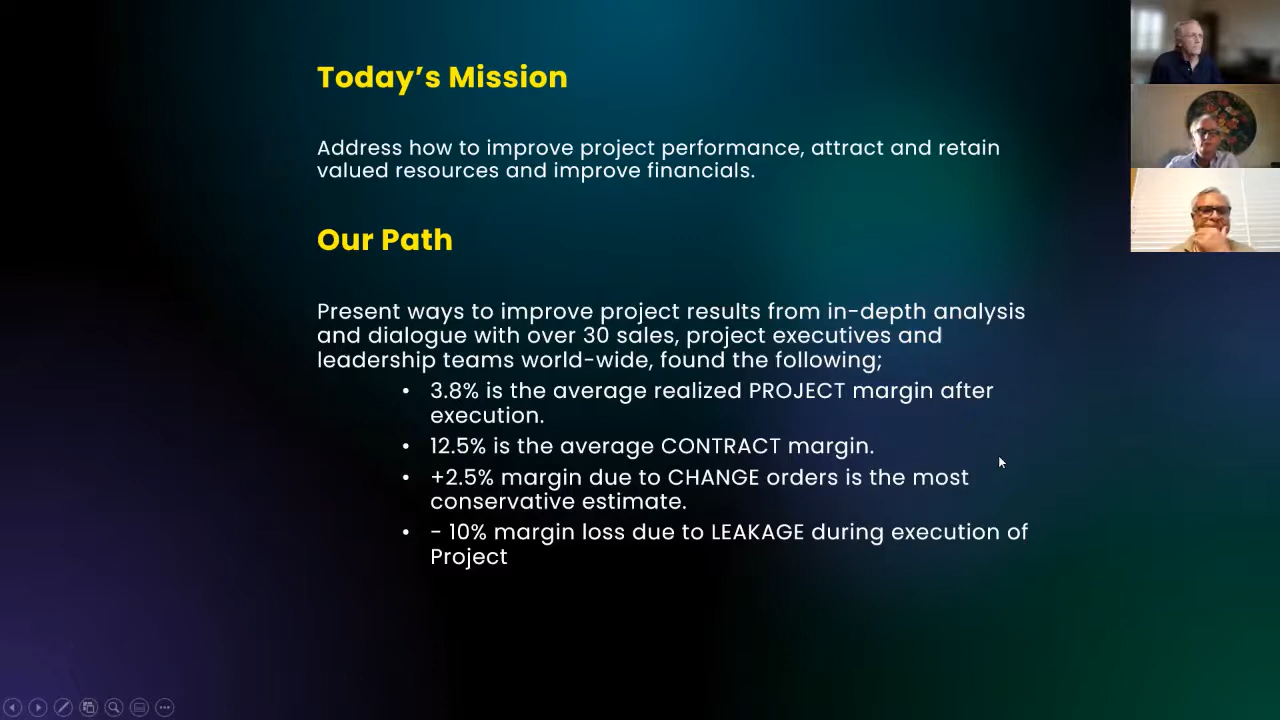 Today’s Mission
Address how to improve project performance, attract and retain
valued resources and improve financials.
Our Path
Present ways to improve project results from in-depth analysis
and dialogue with over 30 sales, project executives and
leadership teams world-wide, found the following;
• 3.8% is the average realized PROJECT margin after
execution.
• 12.5% is the average CONTRACT margin.
• +2.5% margin due to CHANGE orders is the most
conservative estimate.
• - 10% margin loss due to LEAKAGE during execution of
Project